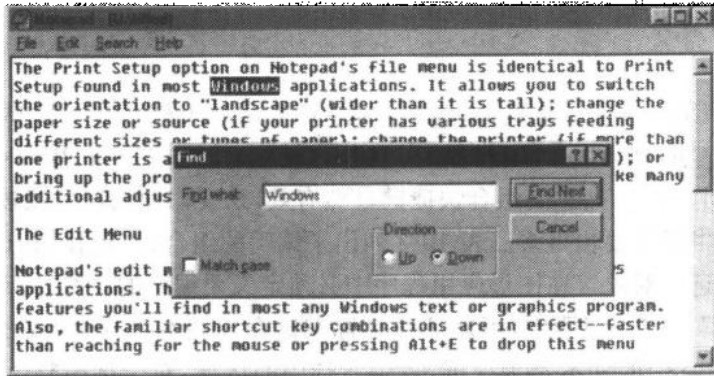 Notepad - (Untitled)
File Edit Search Help
The Print Setup option on Notepad's file menu is identical to Print
Setup found in most Windows applications. It allows you to switch
the orientation to "landscape" (wider than it is tall); change the
paper size or source (if your printer has various trays feeding
different sizes or types of paper); change the printer (if more than
one printer is a ); or
bring up the pro ke many
additional adjus
Find
Find what: Windows Find Next
Cancel
Direction
Match case Up Down
The Edit Menu
Notepad's edit m s
applications. Th
features you'll find in most any Windows text or graphics program.
Also, the familiar shortcut key combinations are in effect--faster
than reaching for the mouse or pressing Alt+E to drop this menu